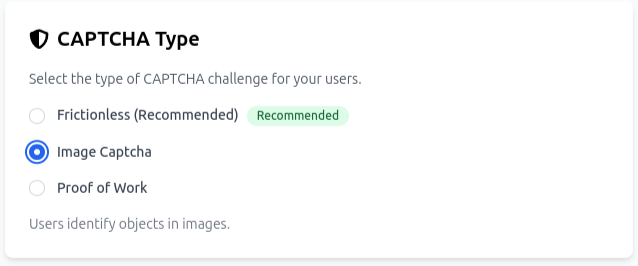 CAPTCHA Type
Select the type of CAPTCHA challenge for your users.
Frictionless (Recommended) Recommended
Image Captcha
Proof of Work
Users identify objects in images.